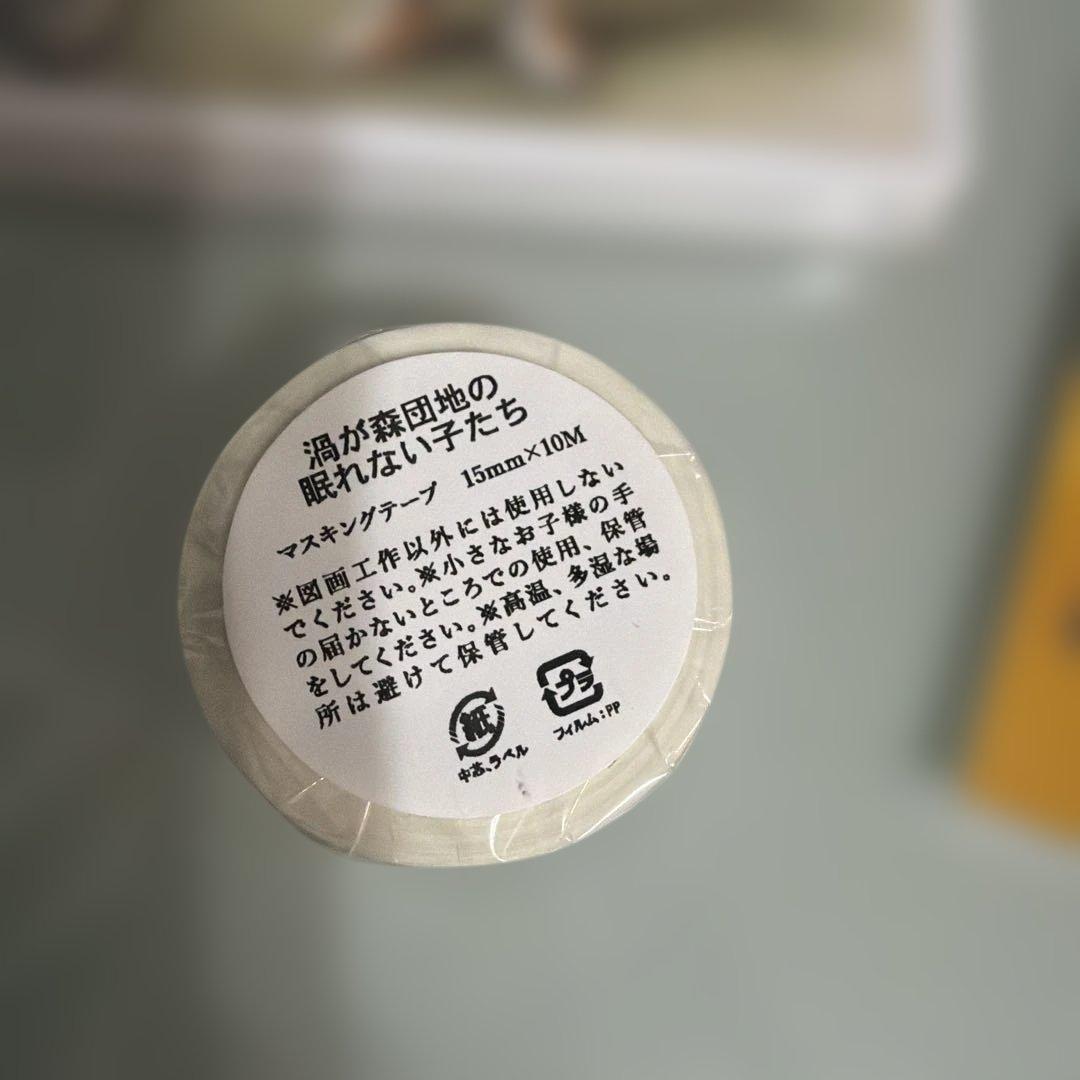 渦が森団地の
眠れない子たち
マスキングテープ 15mm×10M
※図画工作以外には使用しない
でください。※小さなお子様の手
の届かないところでの使用、保管
をしてください。※高温、多湿な場
所は避けて保管してください。
紙
プラ
中芯、ラベル
フィルム:PP